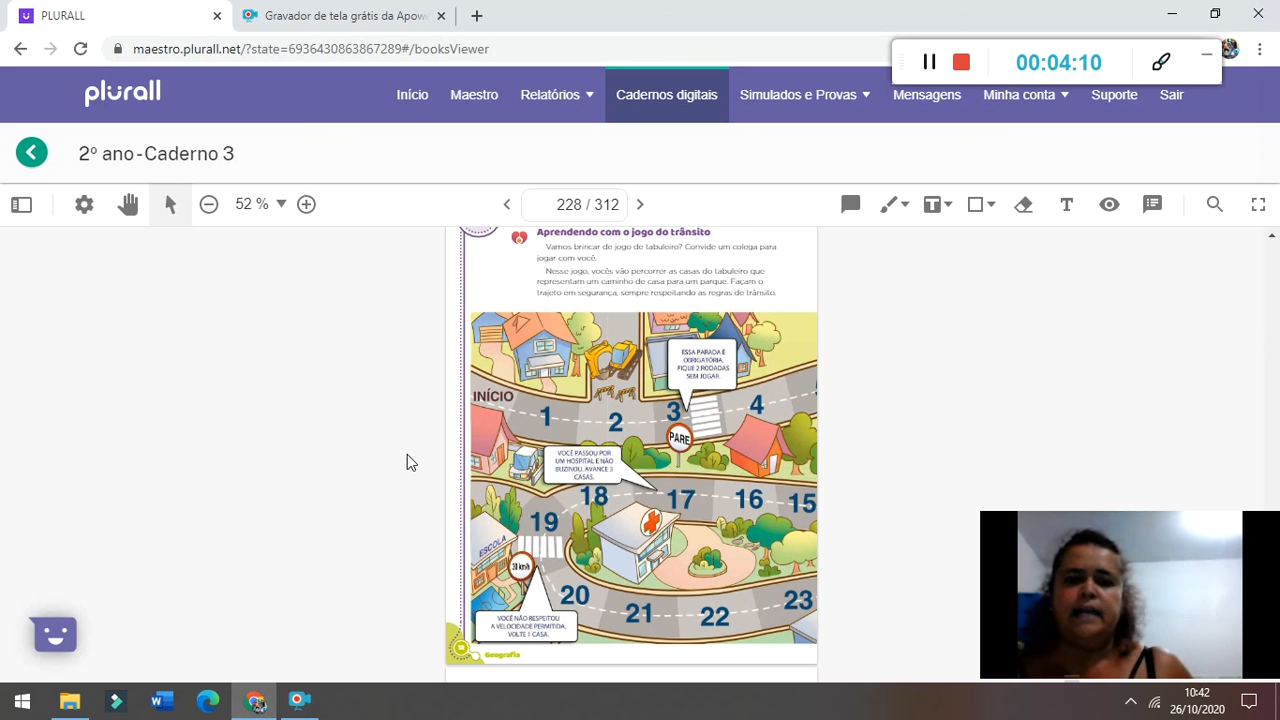 PLURALL
Gravador de tela grátis da Apowe
maestro.plurall.net/?state=6936430863867289#/booksViewer
00:04:10
plurall
Início Maestro Relatórios Cadernos digitais Simulados e Provas Mensagens Minha conta Suporte Sair
2º ano - Caderno 3
52 %
228 / 312
Aprendendo com o jogo do trânsito
Vamos brincar de jogo de tabuleiro? Convide um colega para
jogar com você.
Nesse jogo, vocês vão percorrer as casas do tabuleiro que
representam um caminho de casa para um parque. Façam o
trajeto em segurança, sempre respeitando as regras de trânsito.
ESSA PARADA É
OBRIGATÓRIA.
FIQUE 2 RODADAS
SEM JOGAR.
INÍCIO
1 2 3 4
PARE
VOCÊ PASSOU POR
UM HOSPITAL E NÃO
BUZINOU. AVANCE 3
CASAS.
18 17 16 15
19
ESCOLA
30 km/h
20 21 22 23
VOCÊ NÃO RESPEITOU
A VELOCIDADE PERMITIDA.
VOLTE 1 CASA.
Geografia
10:42
26/10/2020